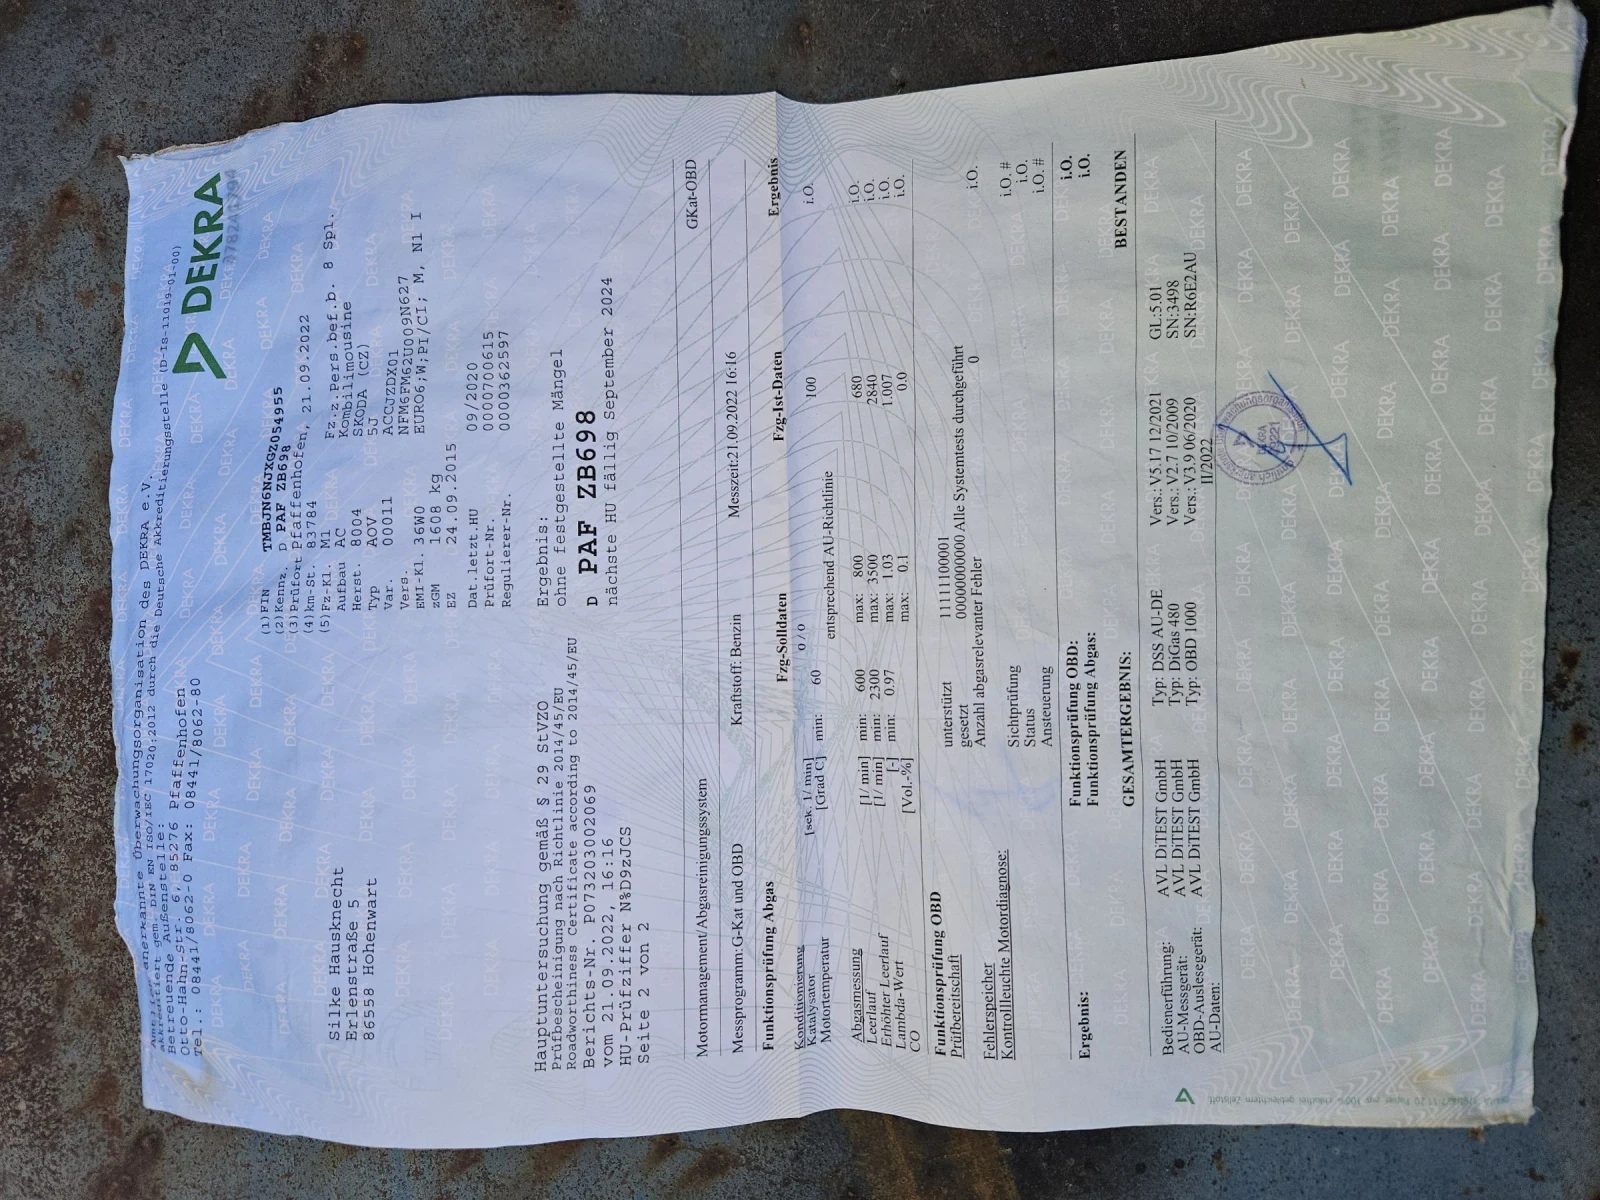 Amtlich anerkannte Überwachungsorganisation des DEKRA e.V.
akkreditiert gem. DIN EN ISO/IEC 17020:2012 durch die Deutsche Akkreditierungsstelle (D-IS-11019-01-00)
Betreuende Außenstelle:
Otto-Hahn-Str. 6, 85276 Pfaffenhofen
Tel.: 08441/8062-0 Fax: 08441/8062-80
DEKRA
(1)FIN TMBJN6NJXGZ054955
(2)Kennz. D PAF ZB698
(3)Prüfort Pfaffenhofen, 21.09.2022
(4)km-St. 83784
(5)Fz-Kl. M1 Fz.z.Pers.bef.b. 8 Spl.
Aufbau AC Kombilimousine
Herst. 8004 SKODA (CZ)
Typ AOV 5J
Var. 00011 ACCJZDX01
Vers. NFM6FM62U009N627
EMI-Kl. 36W0 EURO6;W;PI/CI; M, N1 I
zGM 1608 kg
EZ 24.09.2015
Dat.letzt.HU 09/2020
Prüfort-Nr. 0000700615
Regulierer-Nr. 0000362597
Silke Hausknecht
Erlenstraße 5
86558 Hohenwart
Hauptuntersuchung gemäß § 29 StVZO
Prüfbescheinigung nach Richtlinie 2014/45/EU
Roadworthiness Certificate according to 2014/45/EU
Berichts-Nr. P07320302069
vom 21.09.2022, 16:16
HU-Prüfziffer N%D9zJCS
Seite 2 von 2
Ergebnis:
ohne festgestellte Mängel
D PAF ZB698
nächste HU fällig September 2024
Motormanagement/Abgasreinigungssystem GKat-OBD
Messprogramm: G-Kat und OBD Kraftstoff: Benzin Messzeit:21.09.2022 16:16
Funktionsprüfung Abgas Fzg-Solldaten Fzg-Ist-Daten Ergebnis
Konditionierung
Katalysator [sek. 1/ min] 0 / 0
Motortemperatur [Grad C] min: 60 100 i.O.
entsprechend AU-Richtlinie
Abgasmessung
Leerlauf [1/ min] min: 600 max: 800 680 i.O.
Erhöhter Leerlauf [1/ min] min: 2300 max: 3500 2840 i.O.
Lambda-Wert [-] min: 0.97 max: 1.03 1.007 i.O.
CO [Vol.-%] max: 0.1 0.0 i.O.
Funktionsprüfung OBD
Prüfbereitschaft unterstützt 11111100001
gesetzt 00000000000 Alle Systemtests durchgeführt i.O.
Fehlerspeicher Anzahl abgasrelevanter Fehler 0
Kontrollleuchte Motordiagnose: Sichtprüfung i.O.#
Status i.O.
Ansteuerung i.O.#
Ergebnis: Funktionsprüfung OBD: i.O.
Funktionsprüfung Abgas: i.O.
GESAMTERGEBNIS: BESTANDEN
Bedienerführung: AVL DiTEST GmbH Typ: DSS AU-DE Vers.: V5.17 12/2021 GL:5.01
AU-Messgerät: AVL DiTEST GmbH Typ: DiGas 480 Vers.: V2.7 10/2009 SN:3498
OBD-Auslesegerät: AVL DiTEST GmbH Typ: OBD 1000 Vers.: V3.9 06/2020 SN:R6E2AU
AU-Daten: II/2022